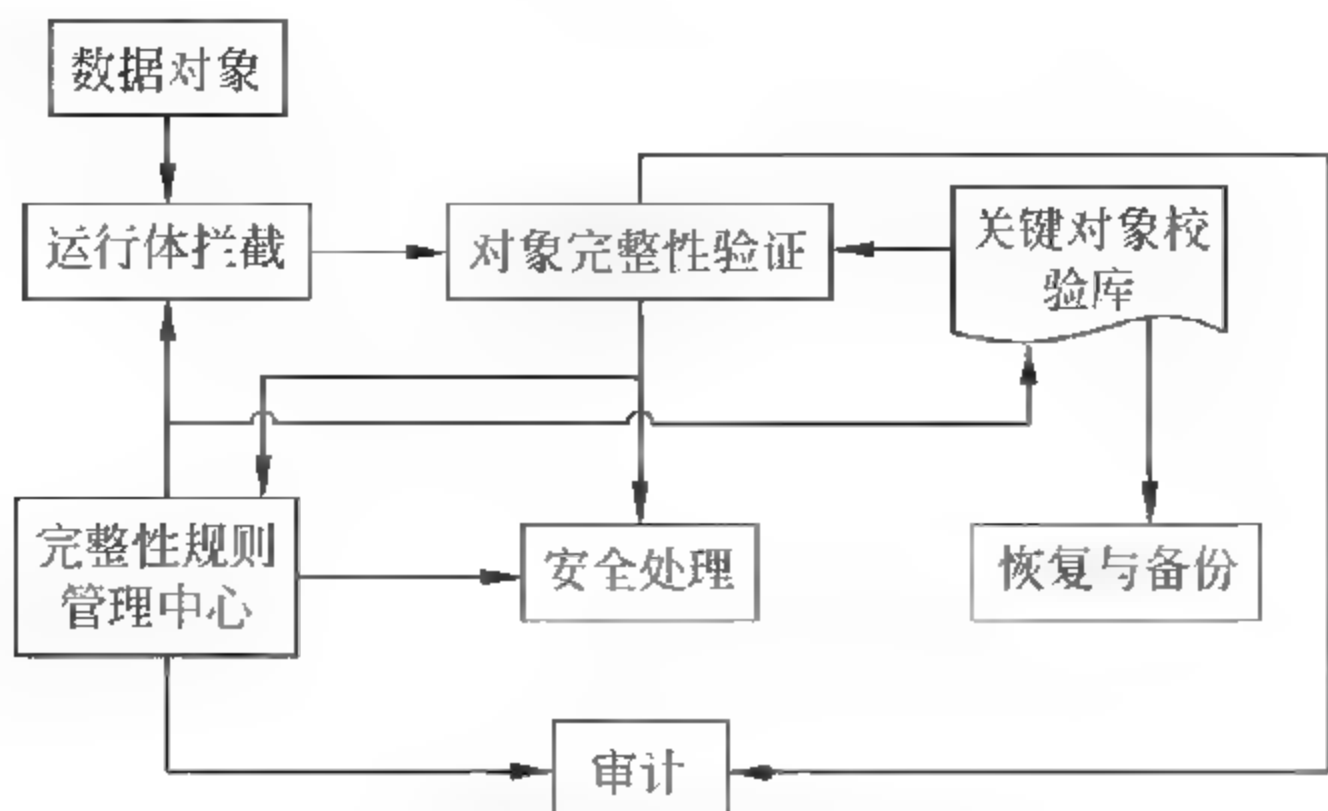 数据对象
运行体拦截
对象完整性验证
关键对象校
验库
完整性规则
管理中心
安全处理
恢复与备份
审计